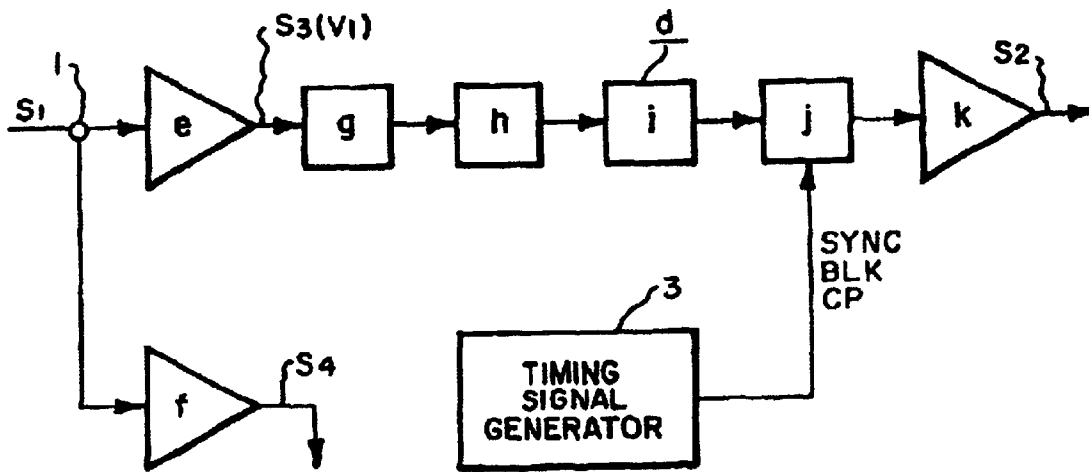 S3(V1)
1
d
S2
S1
e
g
h
i
j
k
SYNC
BLK
CP
3
S4
f
TIMING
SIGNAL
GENERATOR